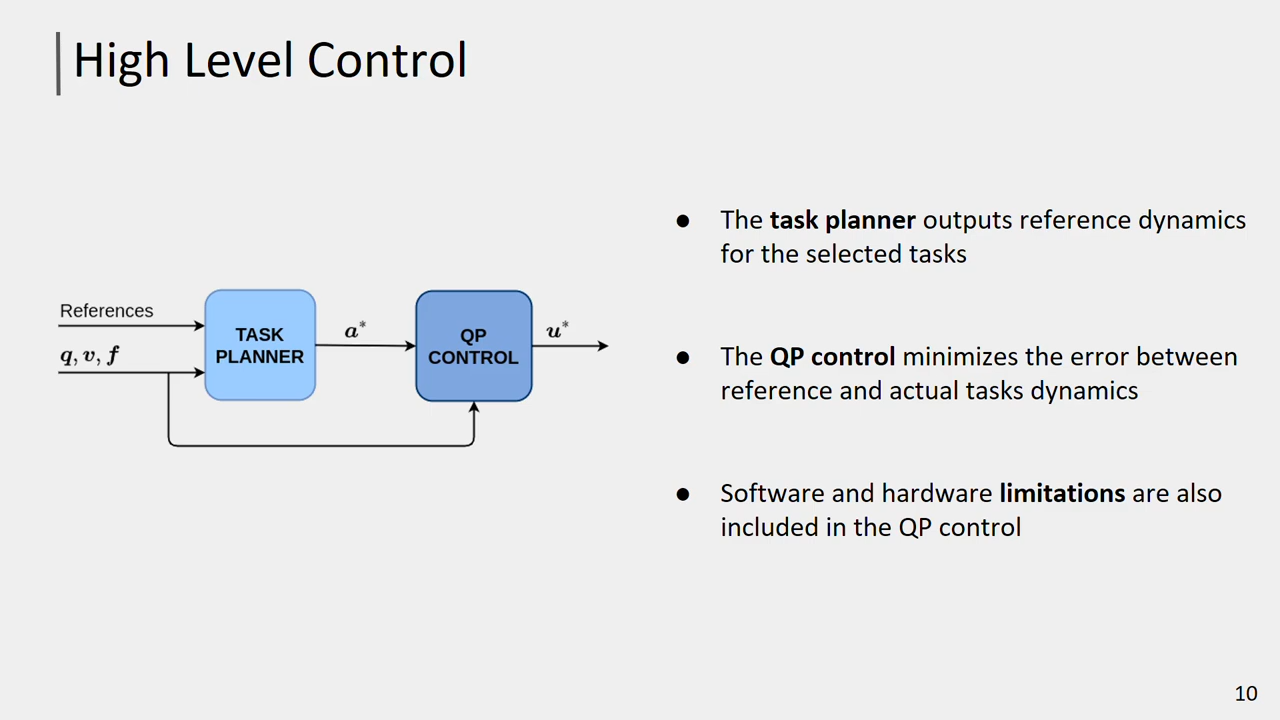 High Level Control
References
q, v, f
TASK
PLANNER
a*
QP
CONTROL
u*
● The task planner outputs reference dynamics
for the selected tasks
● The QP control minimizes the error between
reference and actual tasks dynamics
● Software and hardware limitations are also
included in the QP control
10